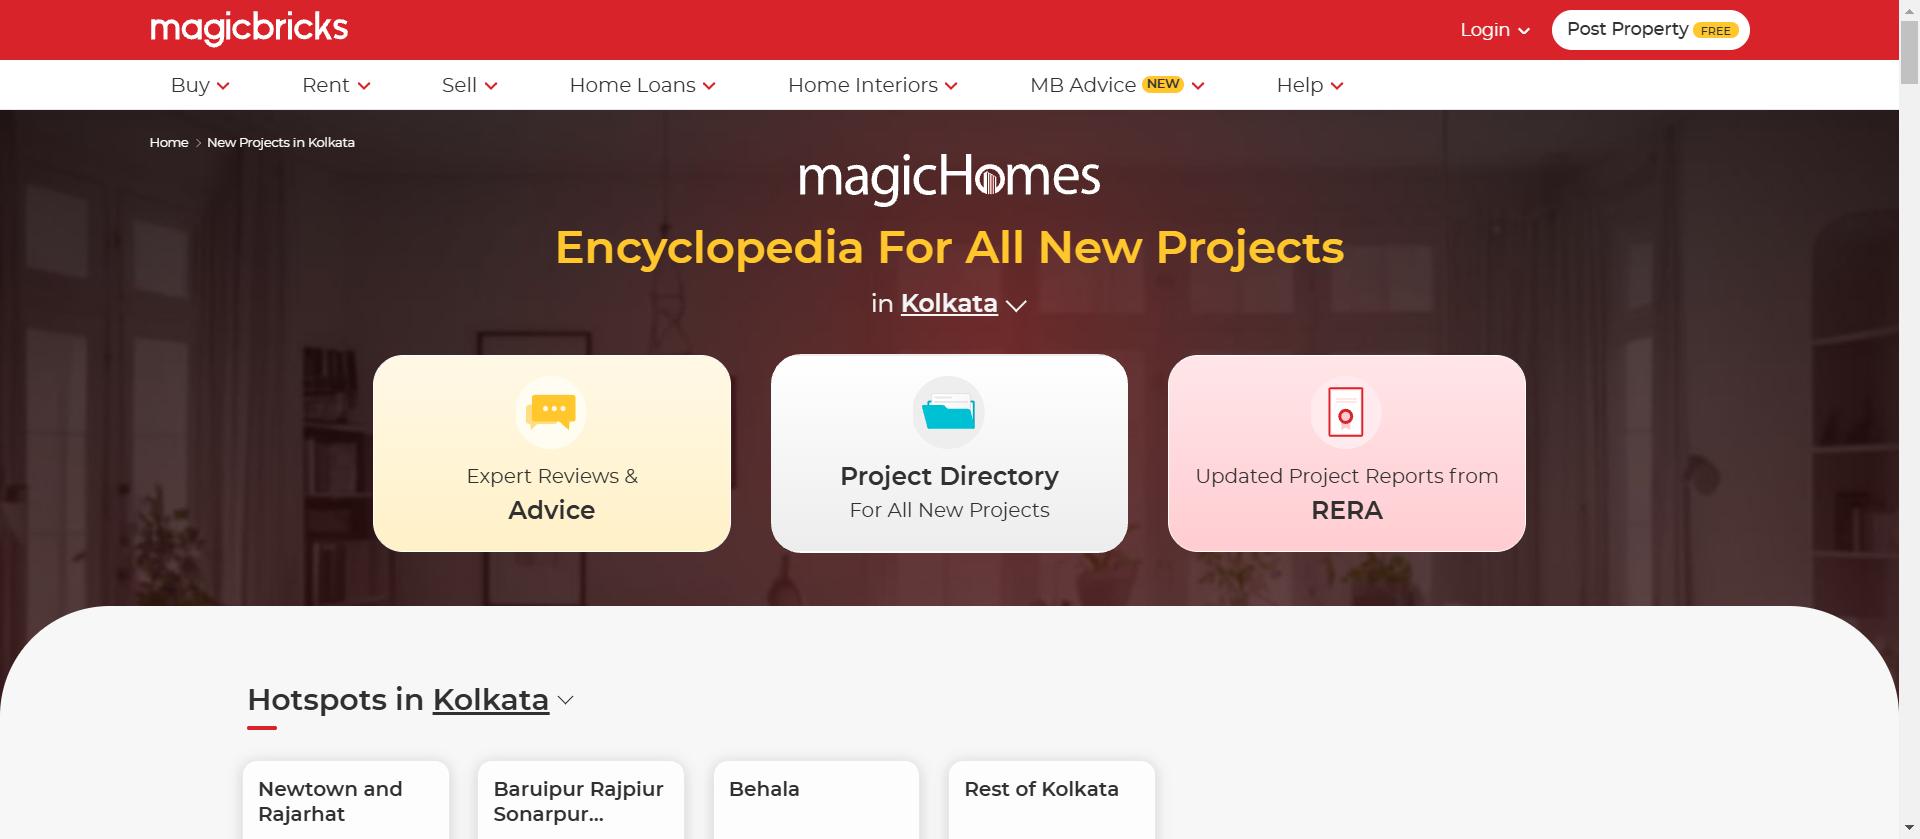 magicbricks
Login
Post Property FREE
Buy
Rent
Sell
Home Loans
Home Interiors
MB Advice NEW
Help
Home > New Projects in Kolkata
magicHomes
Encyclopedia For All New Projects
in Kolkata
Expert Reviews &
Advice
Project Directory
For All New Projects
Updated Project Reports from
RERA
Hotspots in Kolkata
Newtown and
Rajarhat
Baruipur Rajpiur
Sonarpur...
Behala
Rest of Kolkata